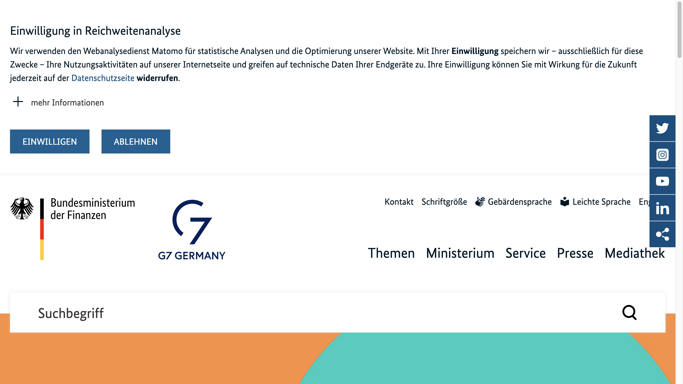 Einwilligung in Reichweitenanalyse
Wir verwenden den Webanalysedienst Matomo für statistische Analysen und die Optimierung unserer Website. Mit Ihrer Einwilligung speichern wir – ausschließlich für diese
Zwecke – Ihre Nutzungsaktivitäten auf unserer Internetseite und greifen auf technische Daten Ihrer Endgeräte zu. Ihre Einwilligung können Sie mit Wirkung für die Zukunft
jederzeit auf der Datenschutzseite widerrufen.
mehr Informationen
EINWILLIGEN ABLEHNEN
Kontakt Schriftgröße Gebärdensprache Leichte Sprache
Bundesministerium
der Finanzen
G7 GERMANY
Themen Ministerium Service Presse Mediathek
Suchbegriff